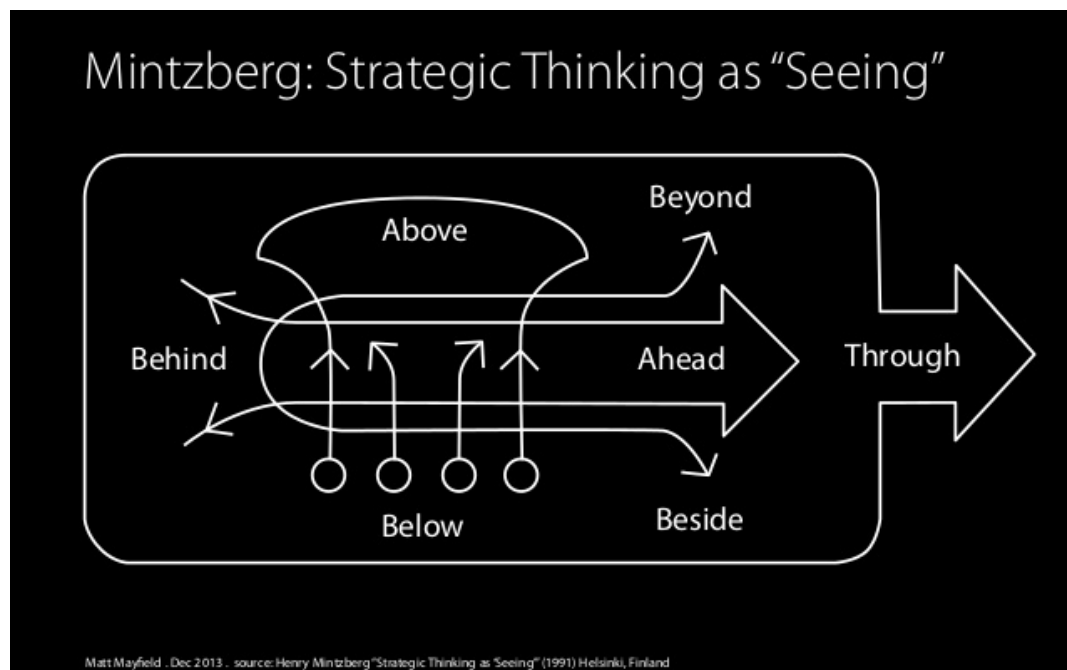 Mintzberg: Strategic Thinking as “Seeing”
Beyond
Above
Behind
Ahead
Through
Below
Beside
Matt Mayfield . Dec 2013 . source: Henry Mintzberg “Strategic Thinking as ‘Seeing’” (1991) Helsinki, Finland